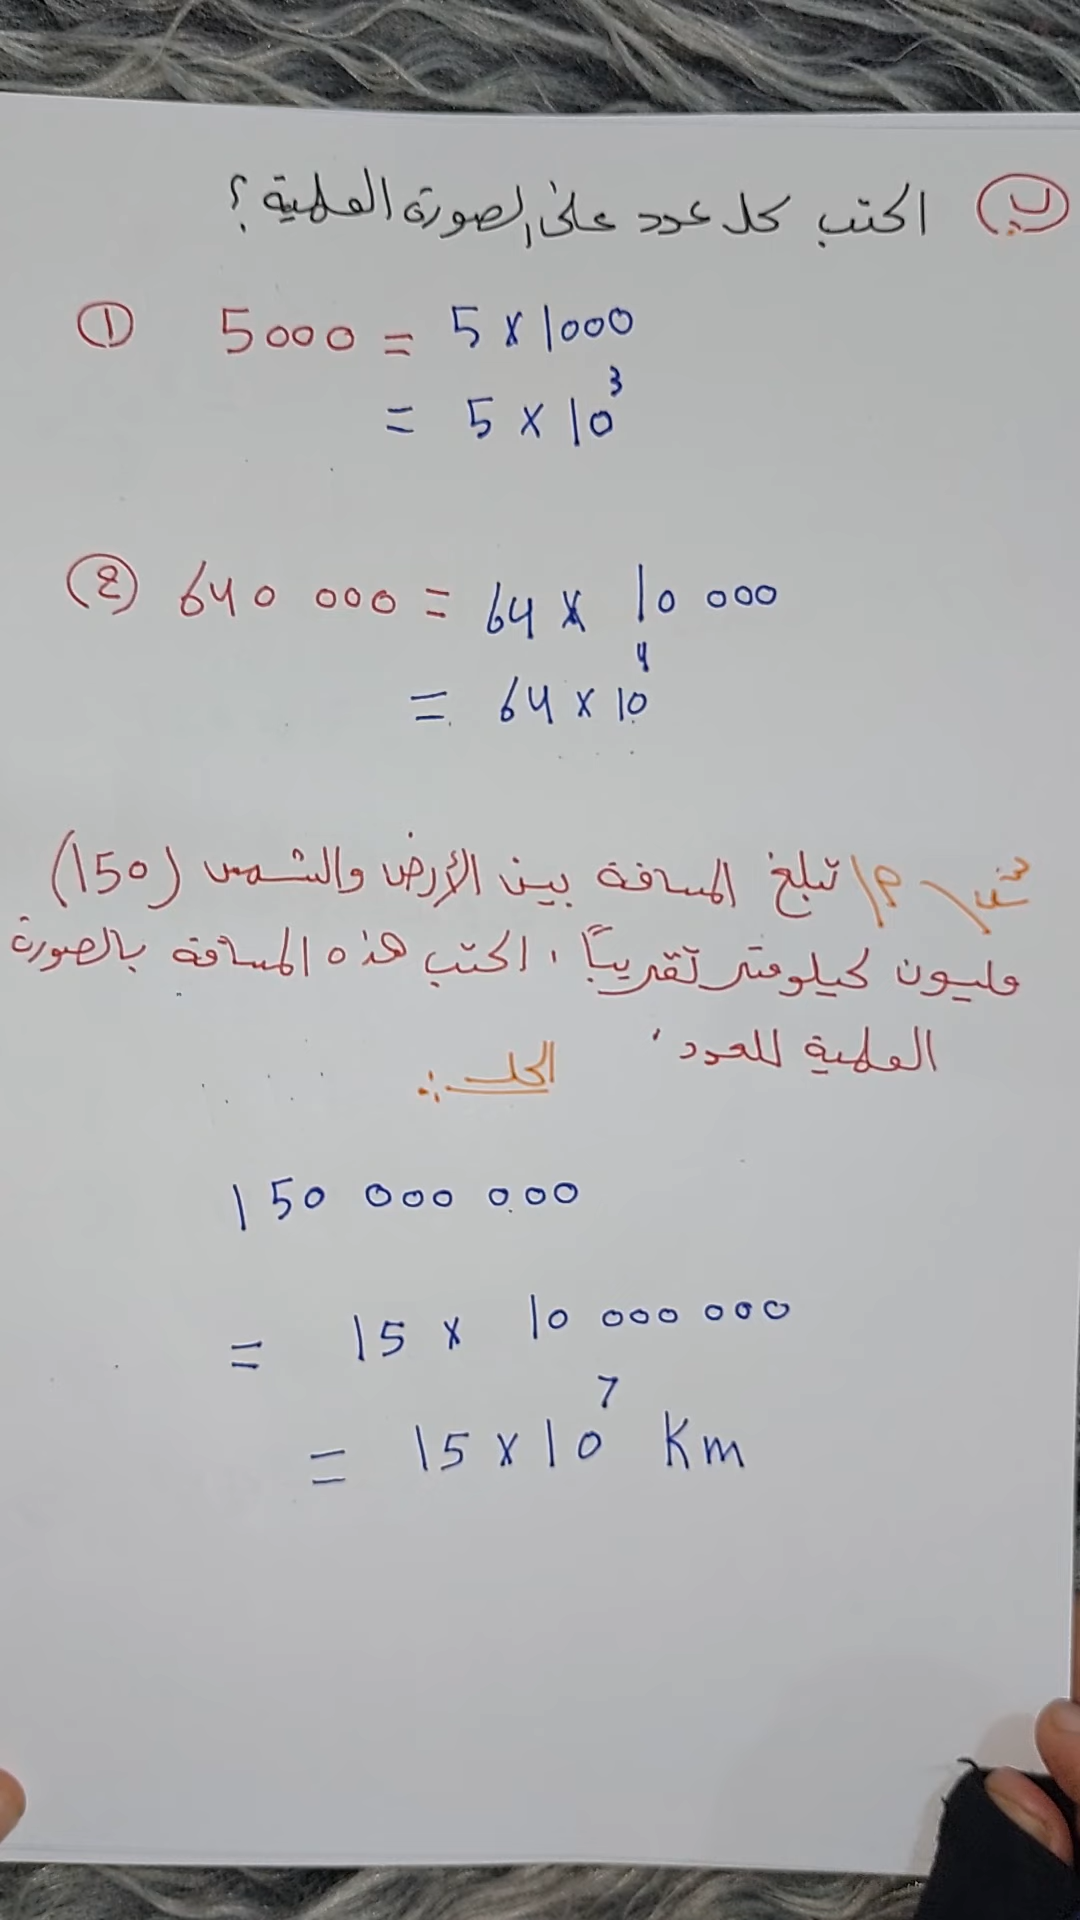 ب) اكتب كل عدد على الصورة العلمية؟
① 5000 = 5 × 1000
= 5 × 10³
② 640 000 = 64 × 10 000
= 64 × 10⁴
تبلغ المسافة بين الأرض والشمس (150)
مليون كيلومتر تقريباً، اكتب هذه المسافة بالصورة
العلمية للعدد.
الحل:
150 000 000
= 15 × 10 000 000
= 15 × 10⁷ Km